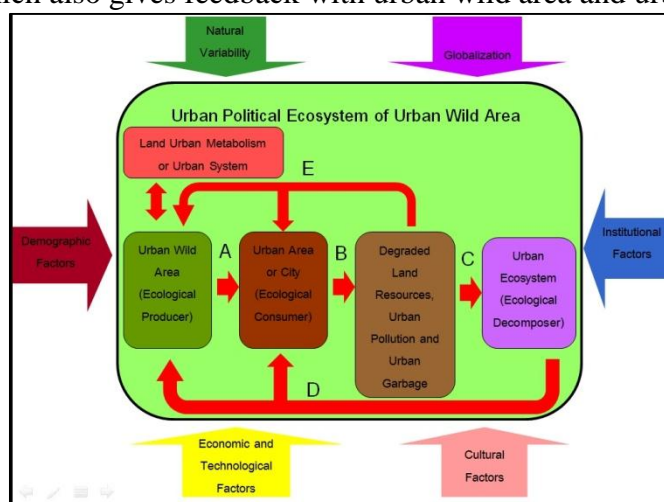 Natural
Variability
Globalization
Urban Political Ecosystem of Urban Wild Area
Land Urban Metabolism
or Urban System
E
Demographic
Factors
Urban Wild
Area
(Ecological
Producer)
A
Urban Area
or City
(Ecological
Consumer)
B
Degraded
Land
Resources,
Urban
Pollution and
Urban
Garbage
C
Urban
Ecosystem
(Ecological
Decomposer)
Institutional
Factors
D
Economic and
Technological
Factors
Cultural
Factors